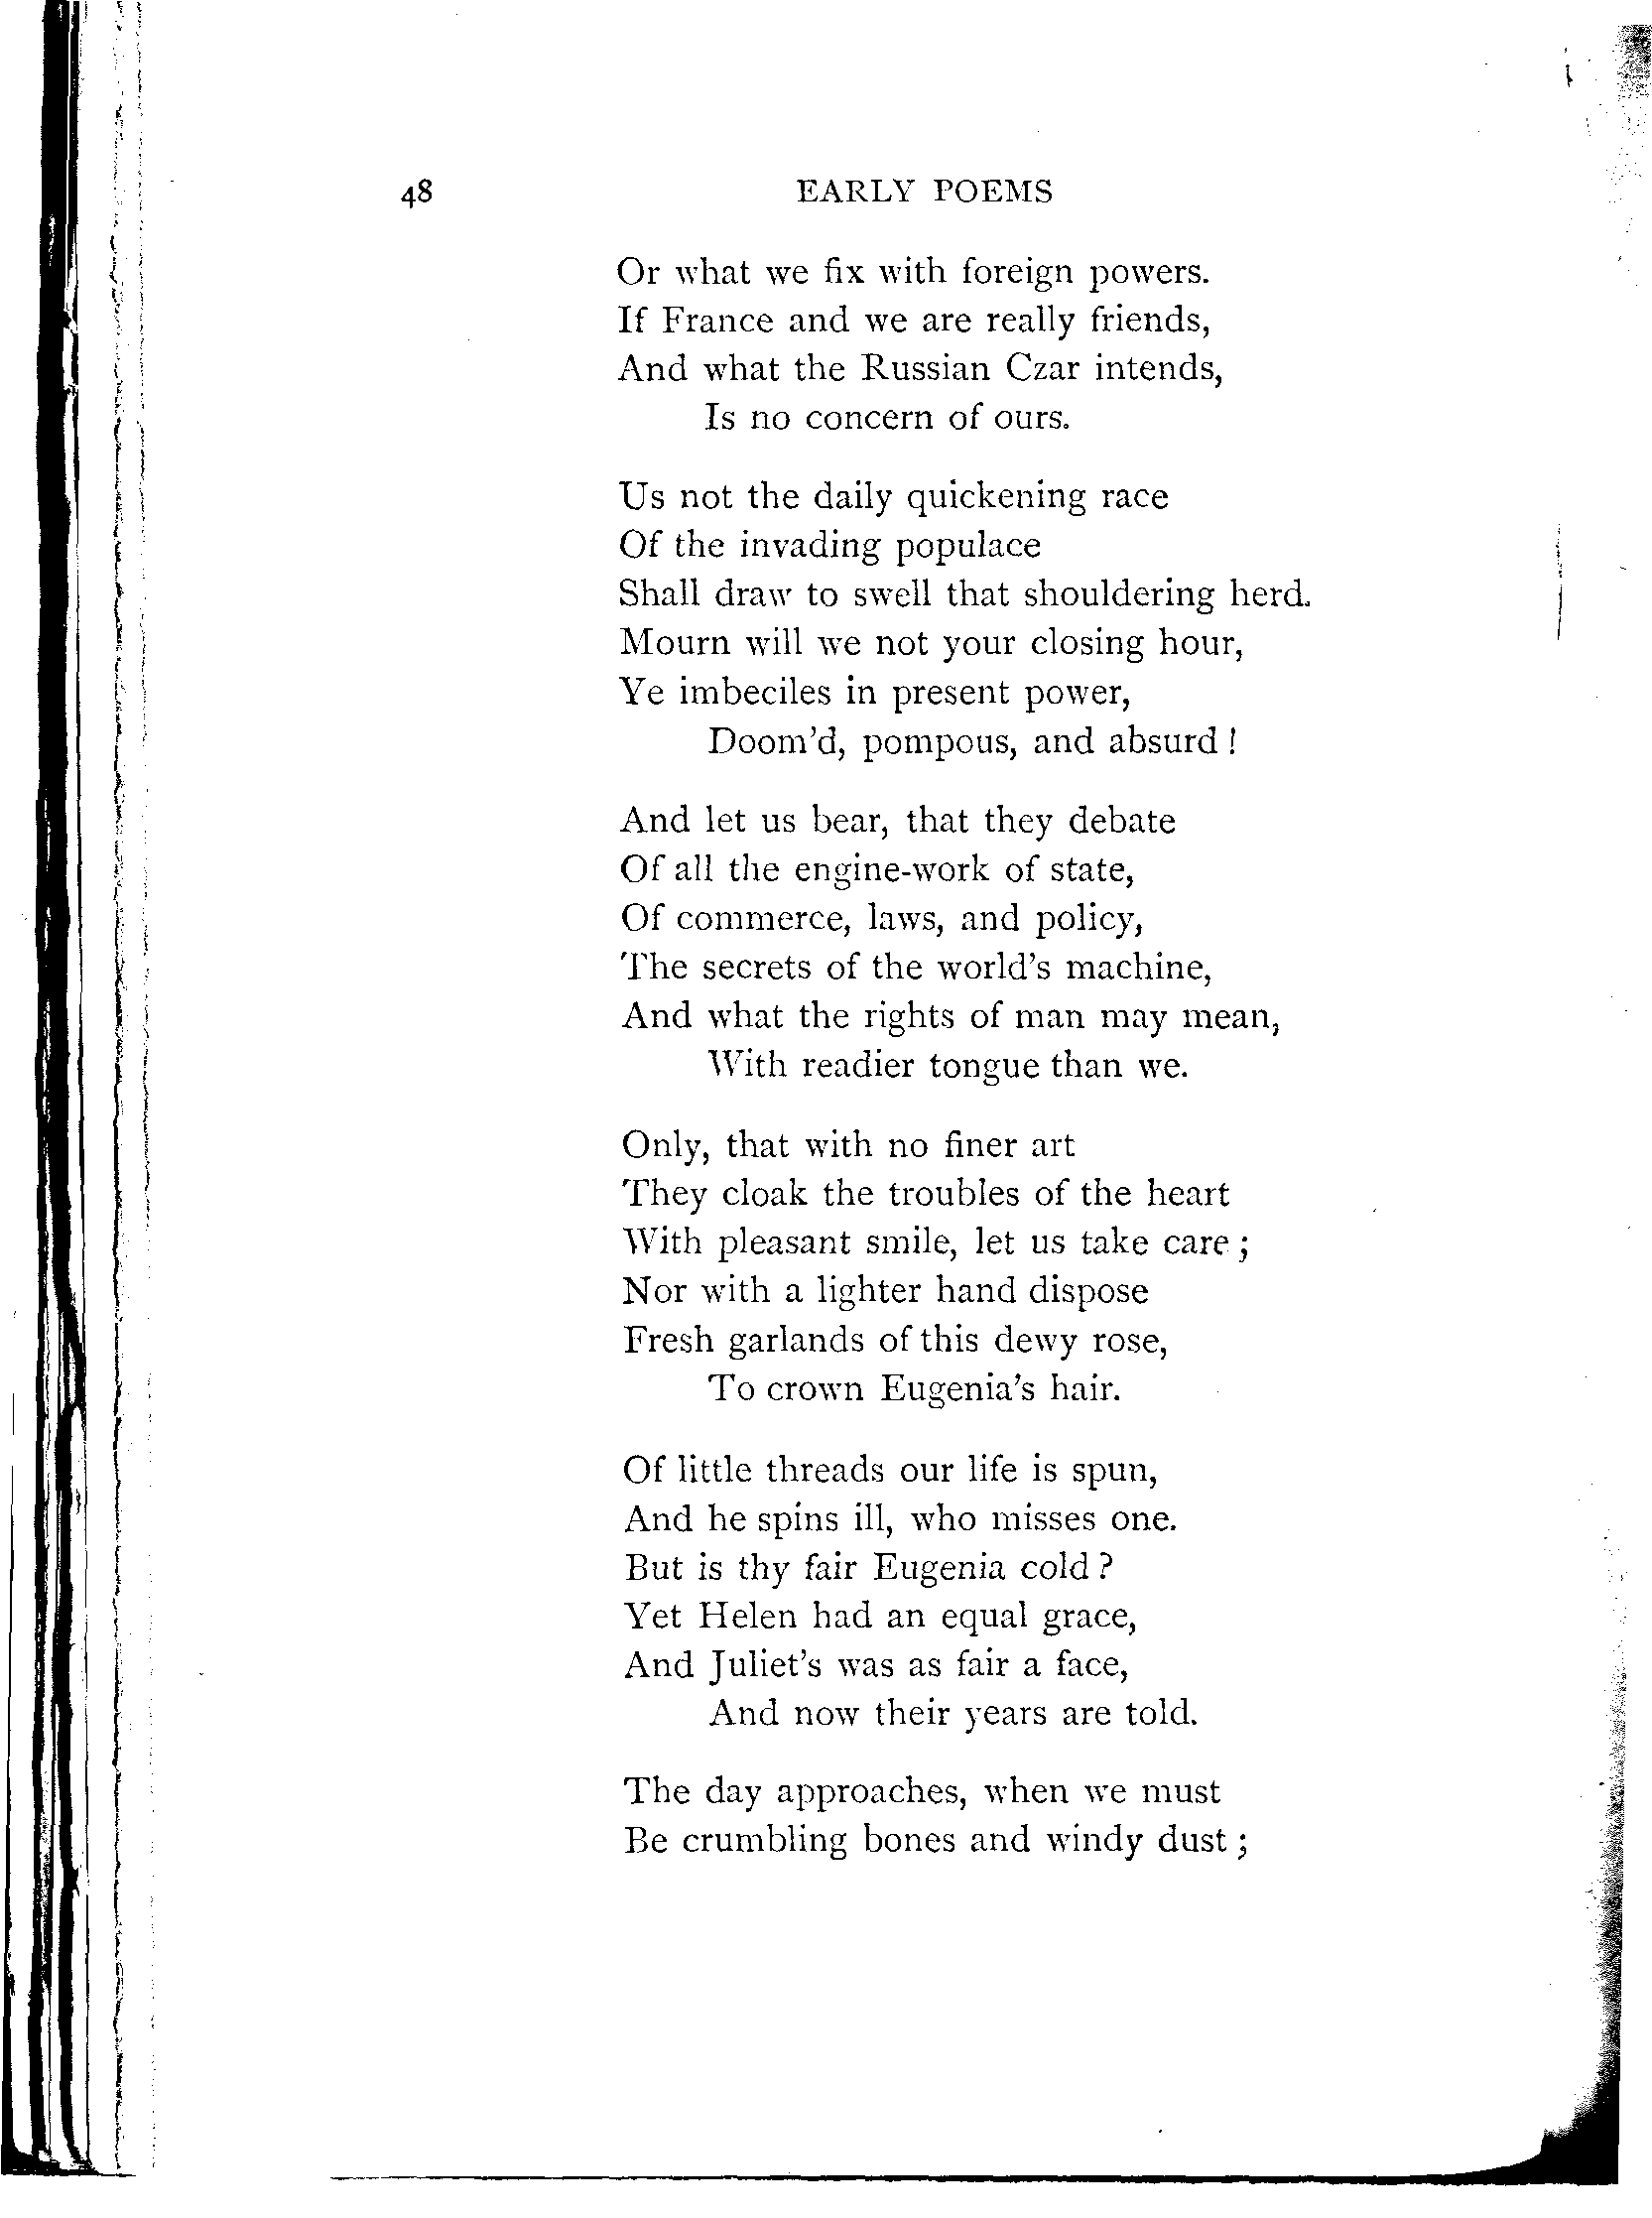 48 EARLY POEMS
Or what we fix with foreign powers.
If France and we are really friends,
And what the Russian Czar intends,
Is no concern of ours.
Us not the daily quickening race
Of the invading populace
Shall draw to swell that shouldering herd.
Mourn will we not your closing hour,
Ye imbeciles in present power,
Doom'd, pompous, and absurd !
And let us bear, that they debate
Of all the engine-work of state,
Of commerce, laws, and policy,
The secrets of the world's machine,
And what the rights of man may mean,
With readier tongue than we.
Only, that with no finer art
They cloak the troubles of the heart
With pleasant smile, let us take care ;
Nor with a lighter hand dispose
Fresh garlands of this dewy rose,
To crown Eugenia's hair.
Of little threads our life is spun,
And he spins ill, who misses one.
But is thy fair Eugenia cold ?
Yet Helen had an equal grace,
And Juliet's was as fair a face,
And now their years are told.
The day approaches, when we must
Be crumbling bones and windy dust ;